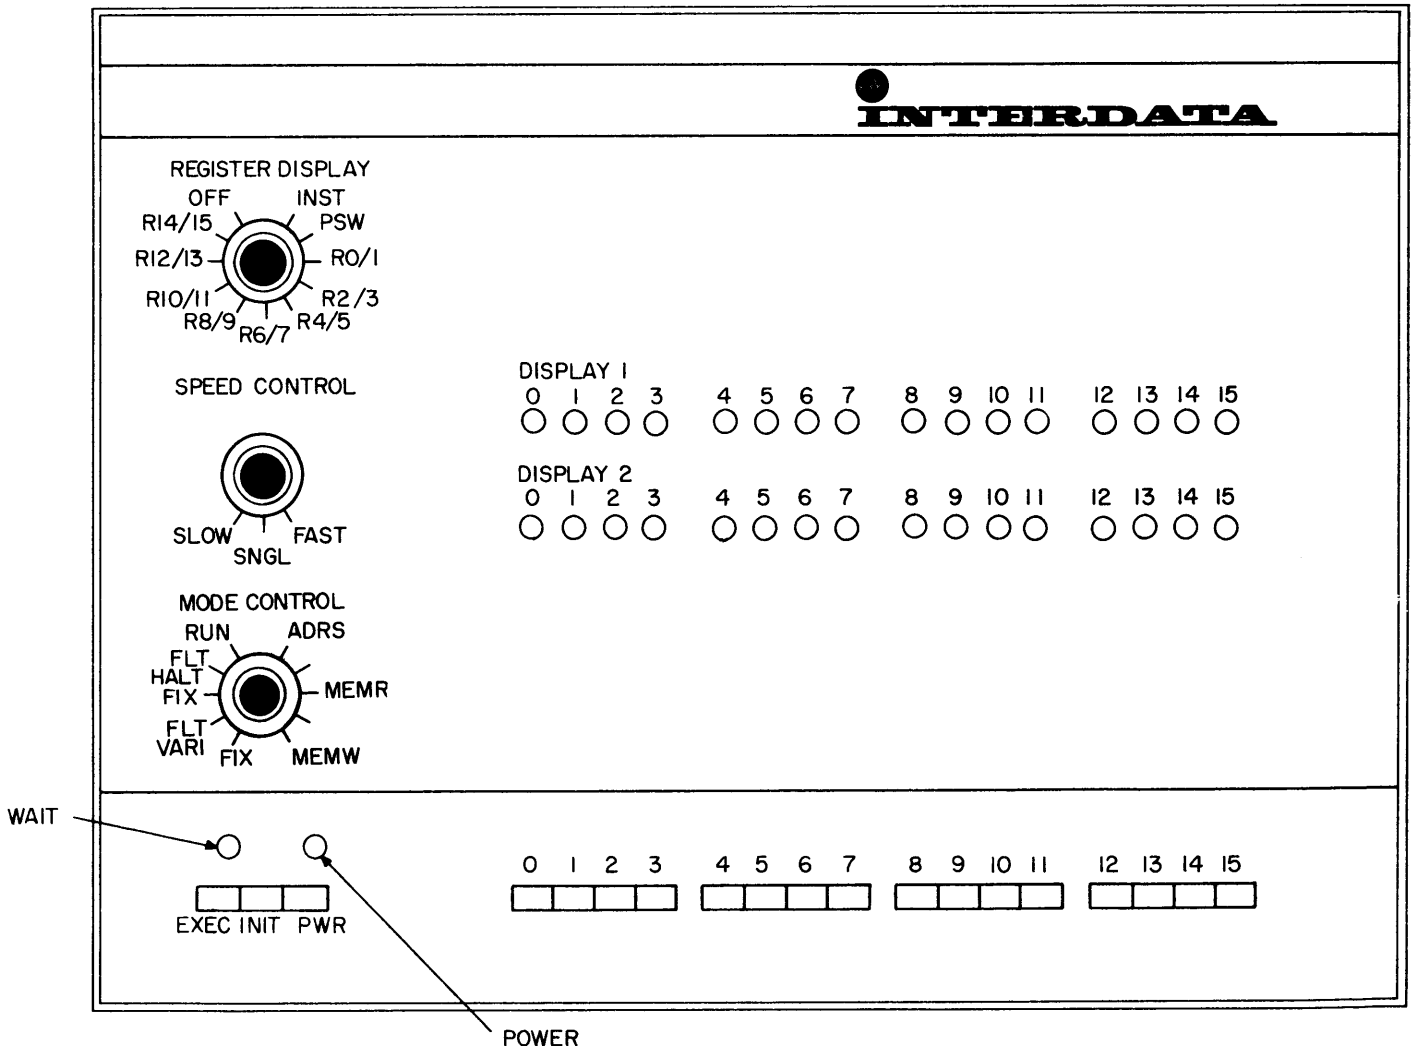 INTERDATA
REGISTER DISPLAY
OFF INST
R14/15 PSW
R12/13 R0/1
R10/11 R2/3
R8/9 R4/5
R6/7
SPEED CONTROL
SLOW FAST
SNGL
MODE CONTROL
RUN ADRS
FLT
HALT
FIX MEMR
FLT
VARI
FIX MEMW
DISPLAY 1
0 1 2 3 4 5 6 7 8 9 10 11 12 13 14 15
DISPLAY 2
0 1 2 3 4 5 6 7 8 9 10 11 12 13 14 15
WAIT
0 1 2 3 4 5 6 7 8 9 10 11 12 13 14 15
EXEC INIT PWR
POWER